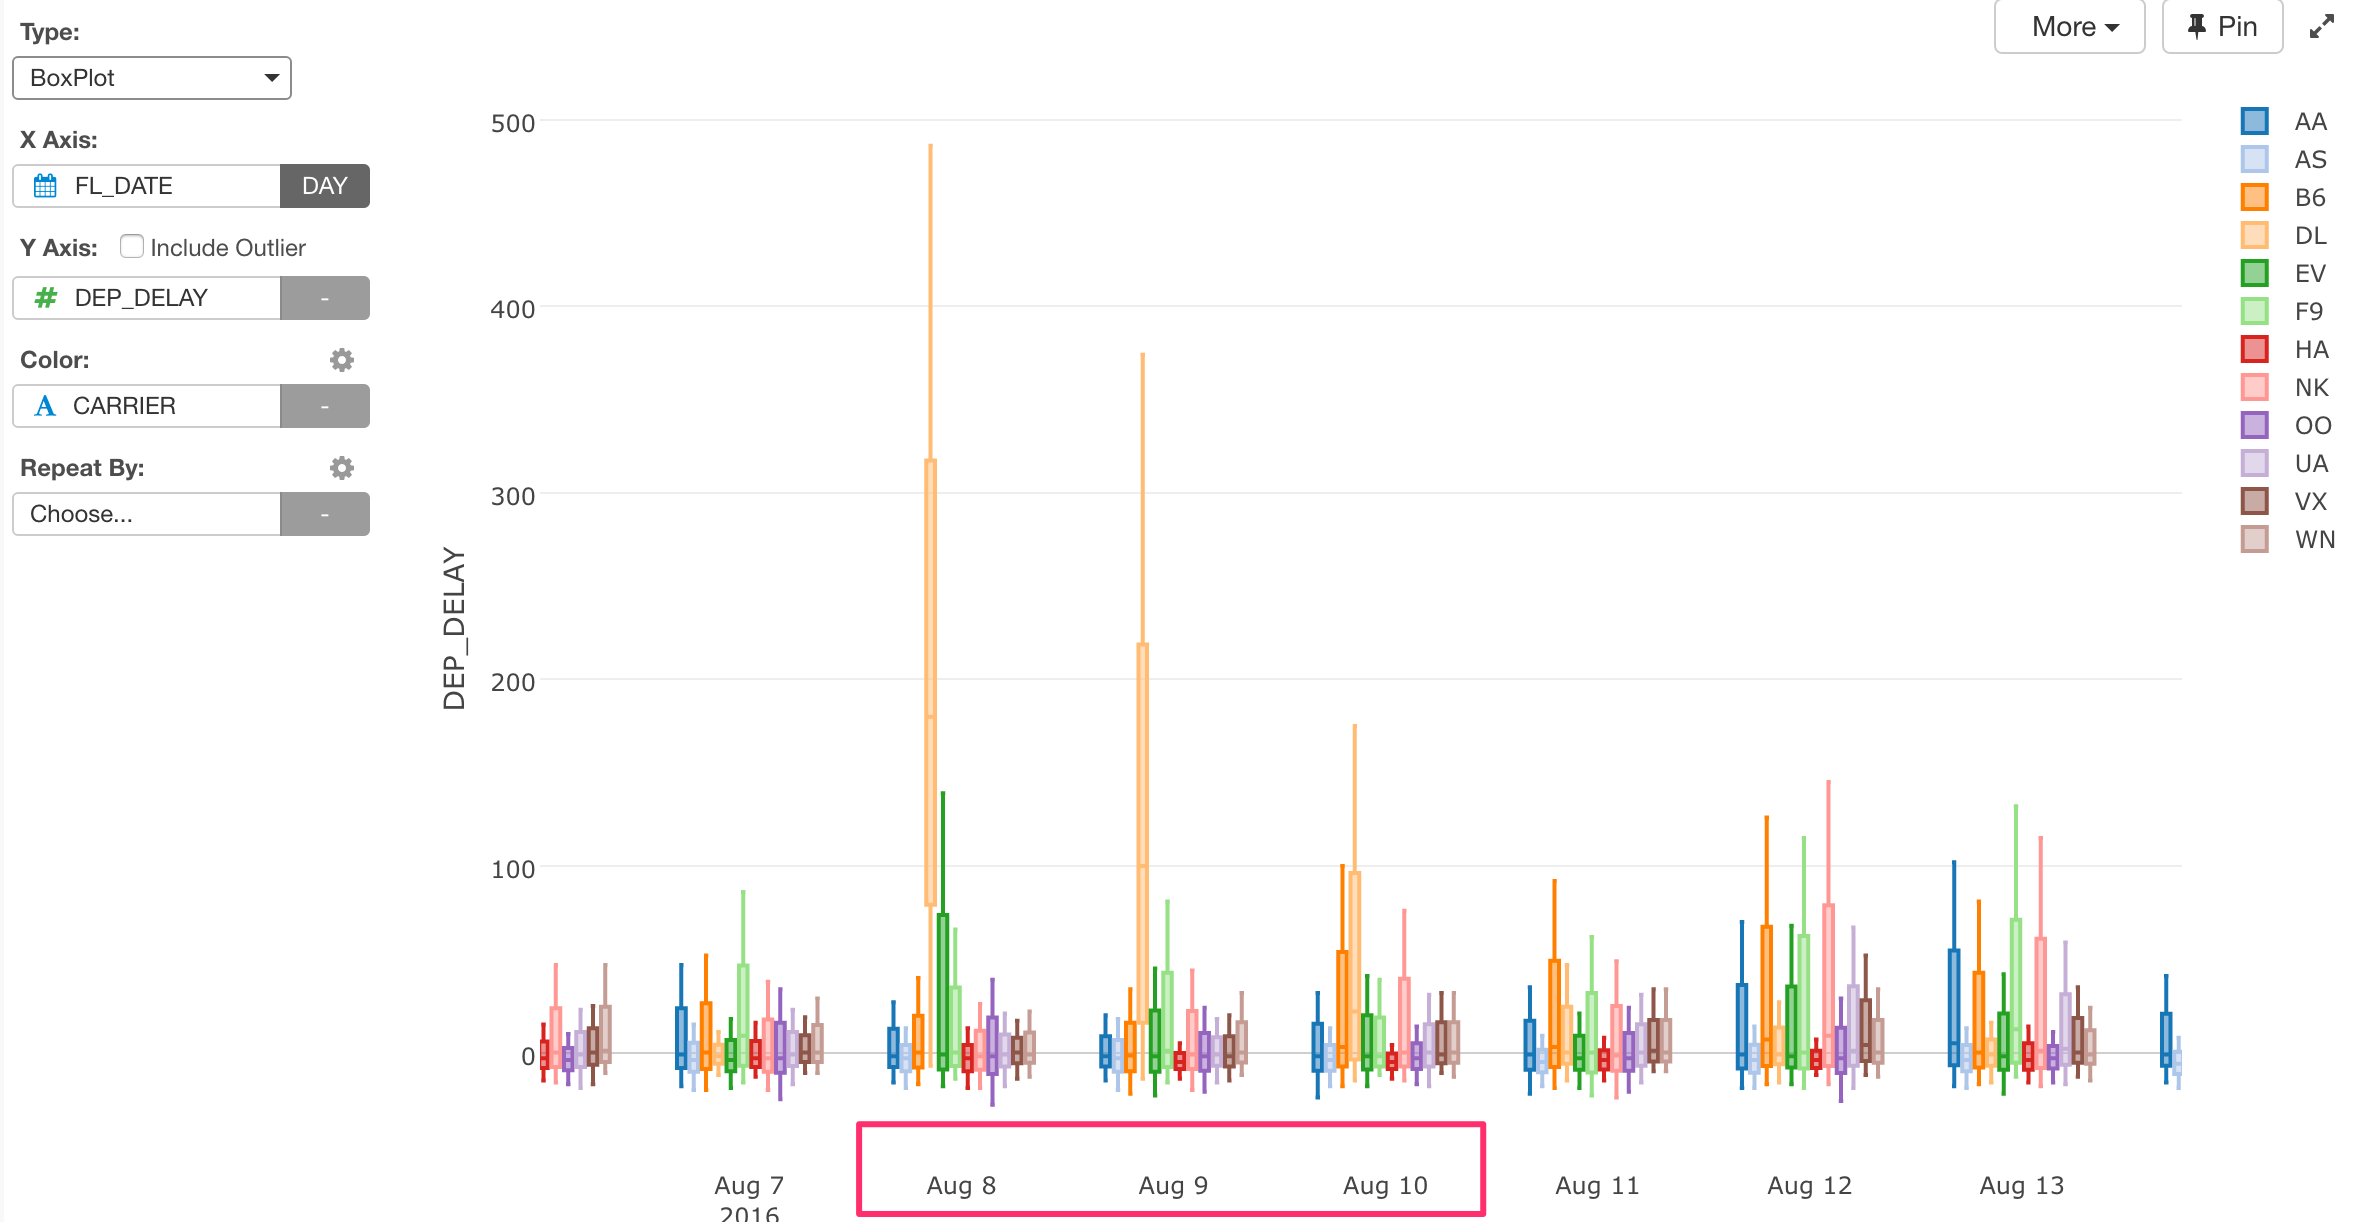 Type:
BoxPlot
X Axis:
FL_DATE DAY
Y Axis: Include Outlier
# DEP_DELAY -
Color:
A CARRIER -
Repeat By:
Choose... -
More Pin
500
400
300
200
100
0
DEP_DELAY
Aug 7
2016
Aug 8
Aug 9
Aug 10
Aug 11
Aug 12
Aug 13
AA
AS
B6
DL
EV
F9
HA
NK
OO
UA
VX
WN